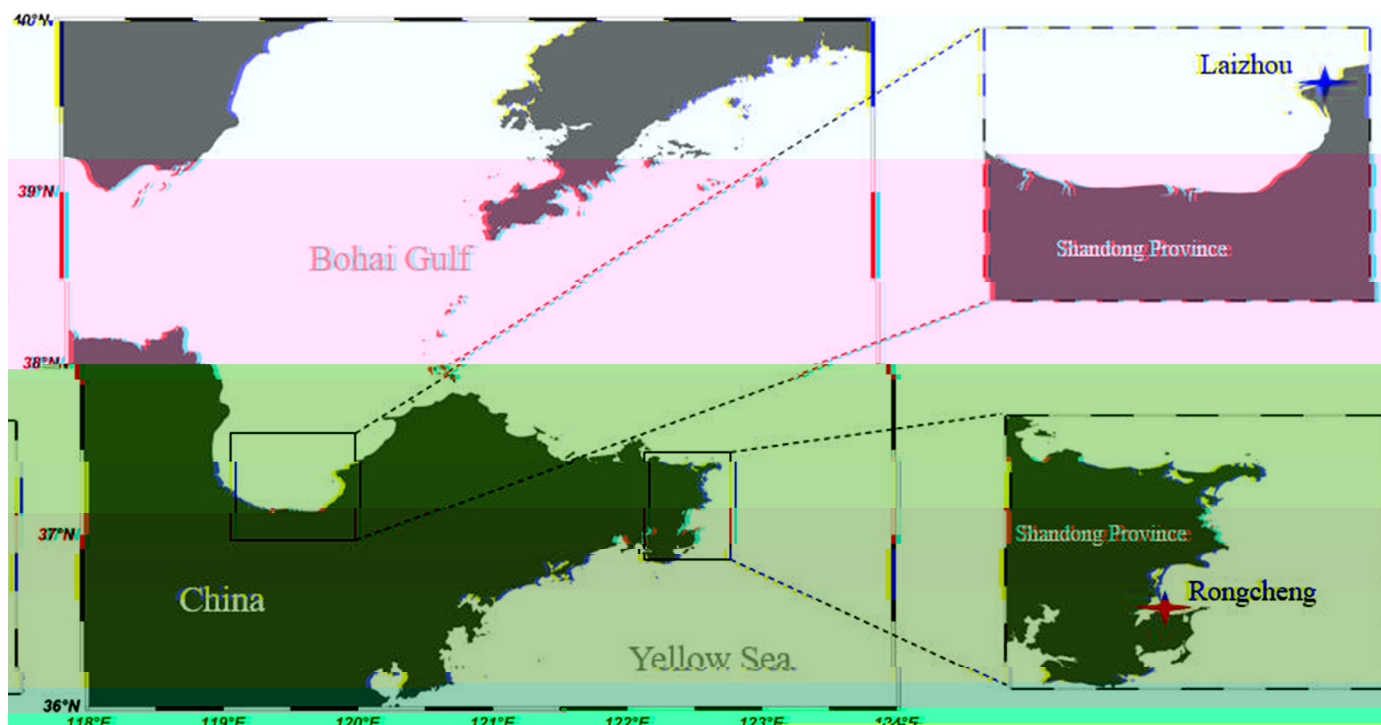 40°N
Laizhou
39°N
Bohai Gulf
Shandong Province
38°N
37°N
Shandong Province
China
Rongcheng
Yellow Sea
36°N
118°E 119°E 120°E 121°E 122°E 123°E 124°E